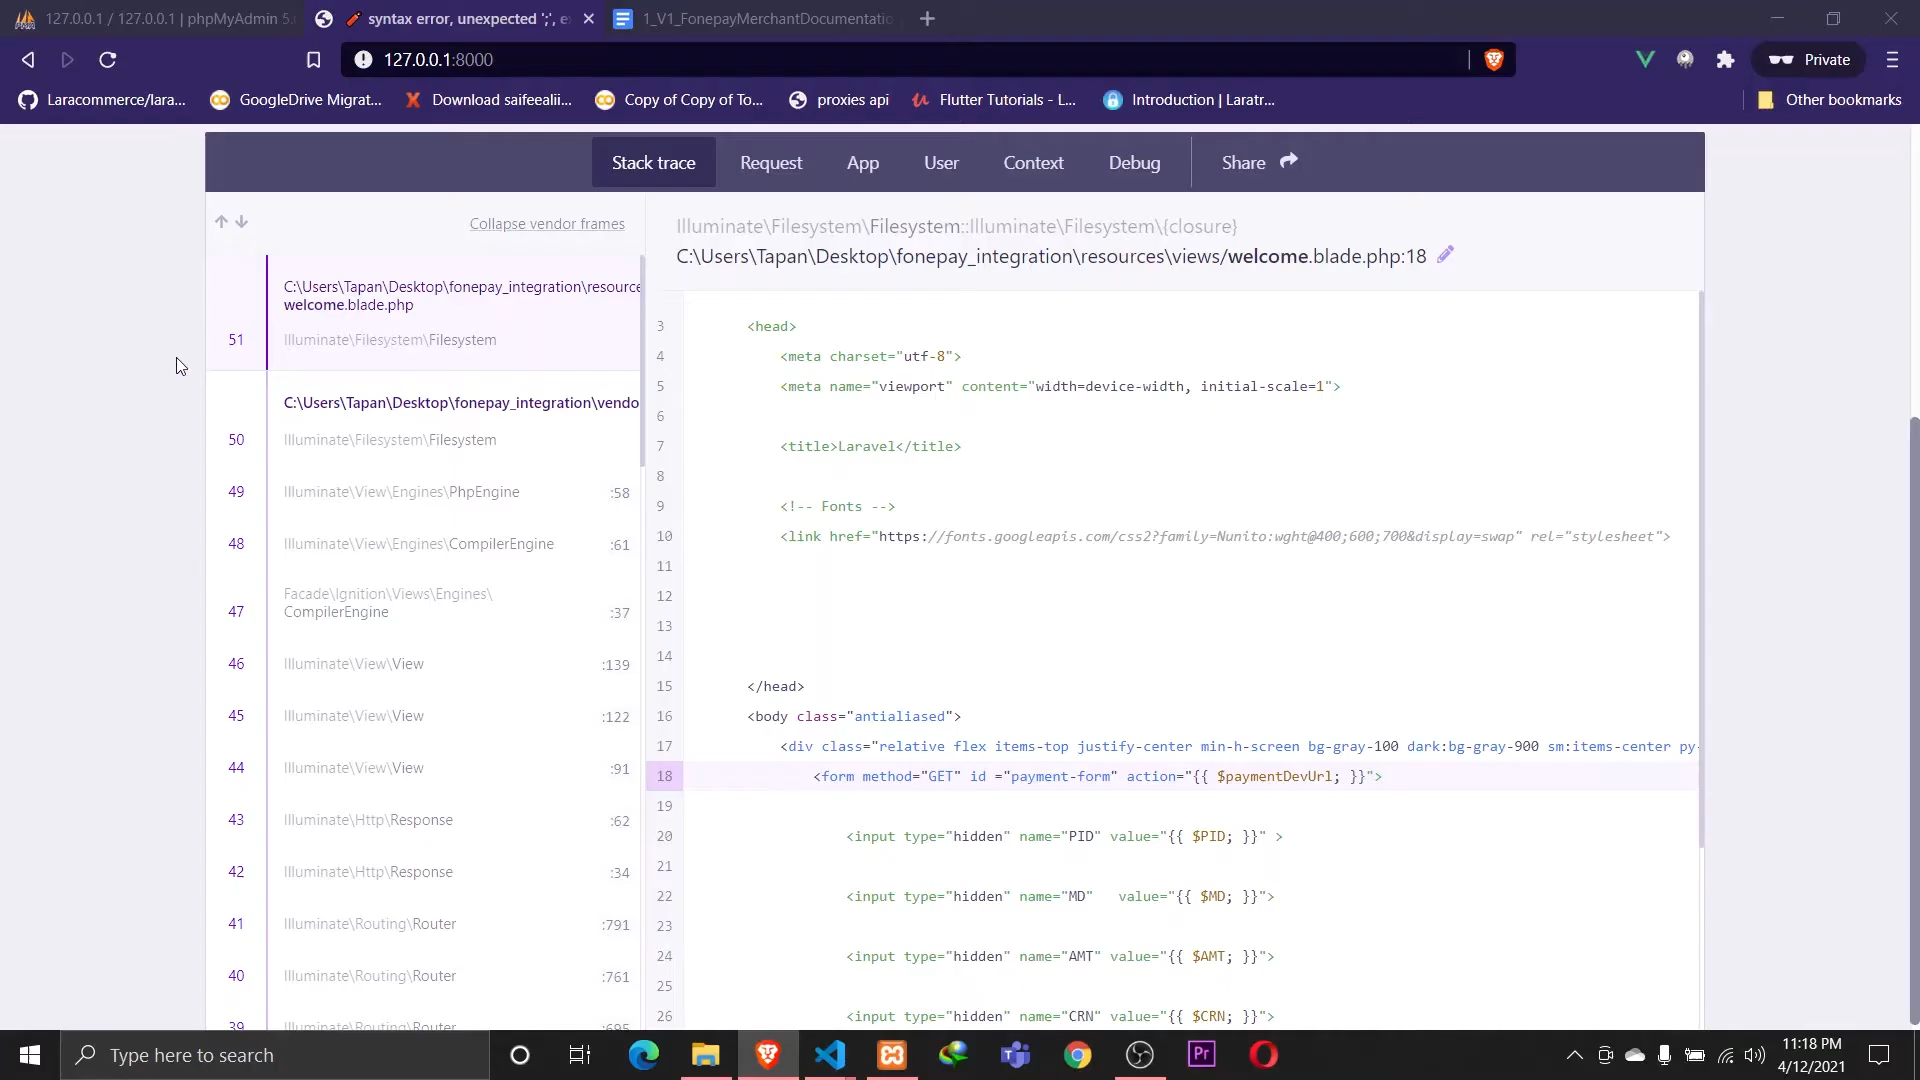 127.0.0.1 / 127.0.0.1 | phpMyAdmin 5.
syntax error, unexpected ';', e
1_V1_FonepayMerchantDocumentatio
127.0.0.1:8000
Private
Laracommerce/lara...
GoogleDrive Migrat...
Download saifeealii...
Copy of Copy of To...
proxies api
Flutter Tutorials - L...
Introduction | Laratr...
Other bookmarks
Stack trace
Request
App
User
Context
Debug
Share
Collapse vendor frames
C:\Users\Tapan\Desktop\fonepay_integration\resource
welcome.blade.php
51 Illuminate\Filesystem\Filesystem
C:\Users\Tapan\Desktop\fonepay_integration\vendo
50 Illuminate\Filesystem\Filesystem
49 Illuminate\View\Engines\PhpEngine :58
48 Illuminate\View\Engines\CompilerEngine :61
Facade\Ignition\Views\Engines\
47 CompilerEngine :37
46 Illuminate\View\View :139
45 Illuminate\View\View :122
44 Illuminate\View\View :91
43 Illuminate\Http\Response :62
42 Illuminate\Http\Response :34
41 Illuminate\Routing\Router :791
40 Illuminate\Routing\Router :761
39 Illuminate\Routing\Router :695
Illuminate\Filesystem\Filesystem::Illuminate\Filesystem\{closure}
C:\Users\Tapan\Desktop\fonepay_integration\resources\views/welcome.blade.php:18
3 <head>
4 <meta charset="utf-8">
5 <meta name="viewport" content="width=device-width, initial-scale=1">
6
7 <title>Laravel</title>
8
9 <!-- Fonts -->
10 <link href="https://fonts.googleapis.com/css2?family=Nunito:wght@400;600;700&display=swap" rel="stylesheet">
11
12
13
14
15 </head>
16 <body class="antialiased">
17 <div class="relative flex items-top justify-center min-h-screen bg-gray-100 dark:bg-gray-900 sm:items-center py-
18 <form method="GET" id ="payment-form" action="{{ $paymentDevUrl; }}">
19
20 <input type="hidden" name="PID" value="{{ $PID; }}" >
21
22 <input type="hidden" name="MD"   value="{{ $MD; }}">
23
24 <input type="hidden" name="AMT" value="{{ $AMT; }}">
25
26 <input type="hidden" name="CRN" value="{{ $CRN; }}">
Type here to search
11:18 PM
4/12/2021